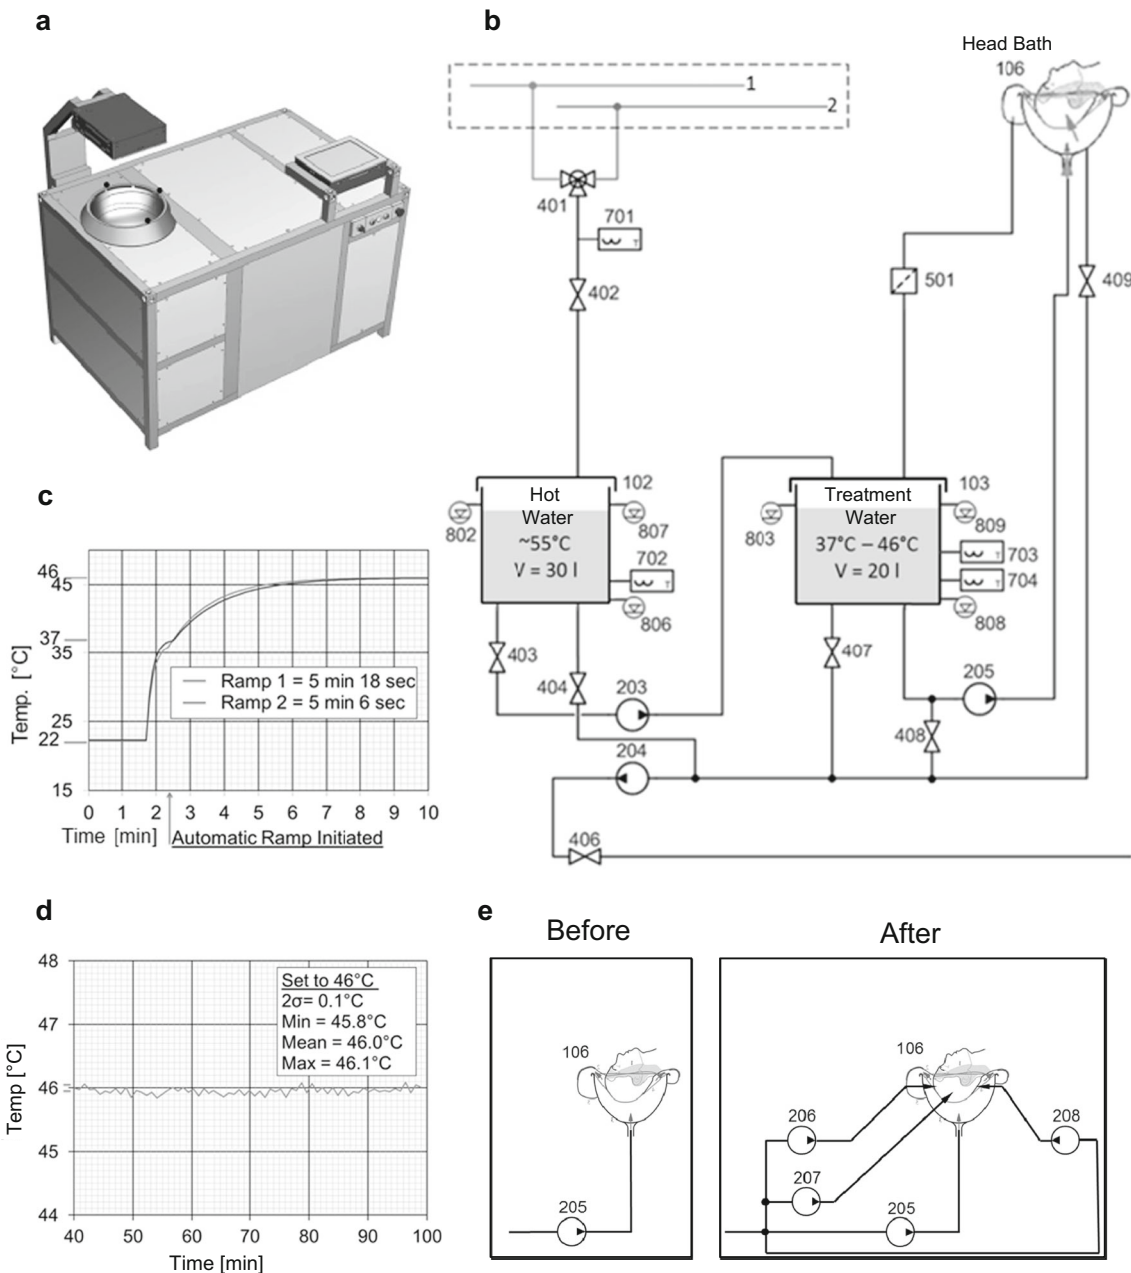 a
b
Head Bath
106
1
2
401
701
402
501
409
102
103
Hot
Water
~55°C
V = 30 l
802
807
702
806
Treatment
Water
37°C – 46°C
V = 20 l
803
809
703
704
808
403
404
203
407
205
408
204
406
c
46
45
37
35
25
22
15
Temp. [°C]
Ramp 1 = 5 min 18 sec
Ramp 2 = 5 min 6 sec
0 1 2 3 4 5 6 7 8 9 10
Time [min]
Automatic Ramp Initiated
d
48
47
46
45
44
Temp [°C]
Set to 46°C
2σ= 0.1°C
Min = 45.8°C
Mean = 46.0°C
Max = 46.1°C
40 50 60 70 80 90 100
Time [min]
e
Before
After
106
205
106
206
207
205
208